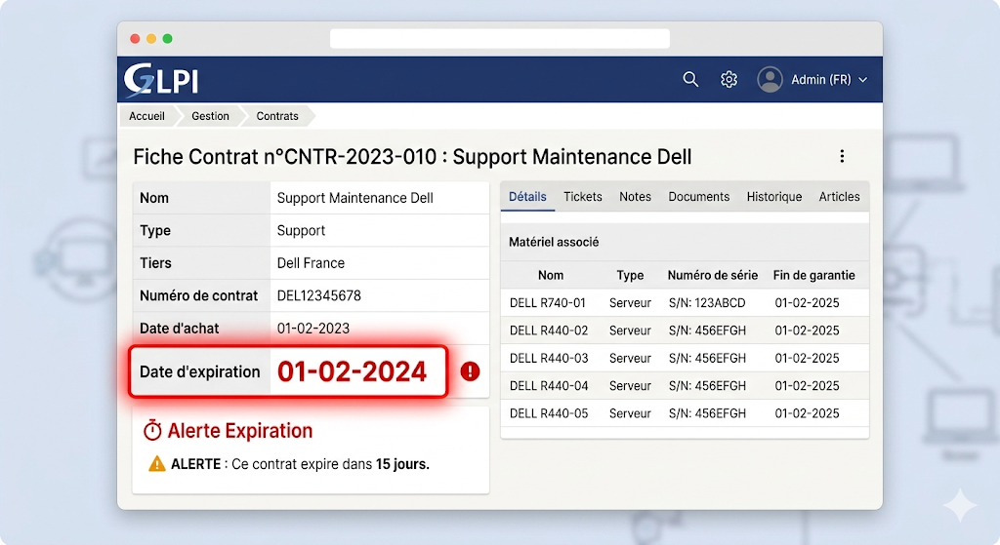 GLPI
Admin (FR)
Accueil Gestion Contrats
Fiche Contrat n°CNTR-2023-010 : Support Maintenance Dell
Nom Support Maintenance Dell
Type Support
Tiers Dell France
Numéro de contrat DEL12345678
Date d'achat 01-02-2023
Date d'expiration 01-02-2024
Alerte Expiration
ALERTE : Ce contrat expire dans 15 jours.
Détails Tickets Notes Documents Historique Articles
Matériel associé
Nom Type Numéro de série Fin de garantie
DELL R740-01 Serveur S/N: 123ABCD 01-02-2025
DELL R440-02 Serveur S/N: 456EFGH 01-02-2025
DELL R440-03 Serveur S/N: 456EFGH 01-02-2025
DELL R440-04 Serveur S/N: 456EFGH 01-02-2025
DELL R440-05 Serveur S/N: 456EFGH 01-02-2025